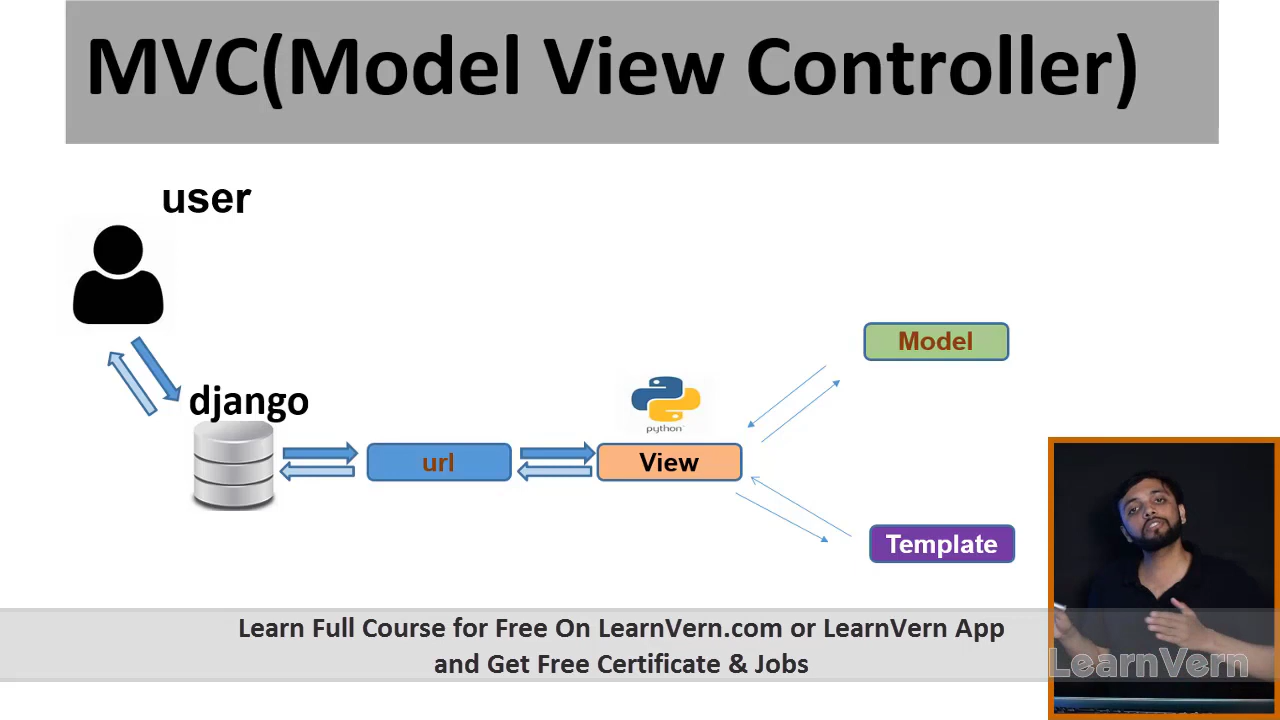 MVC(Model View Controller)
user
django
url
python
View
Model
Template
Learn Full Course for Free On LearnVern.com or LearnVern App
and Get Free Certificate & Jobs
LearnVern